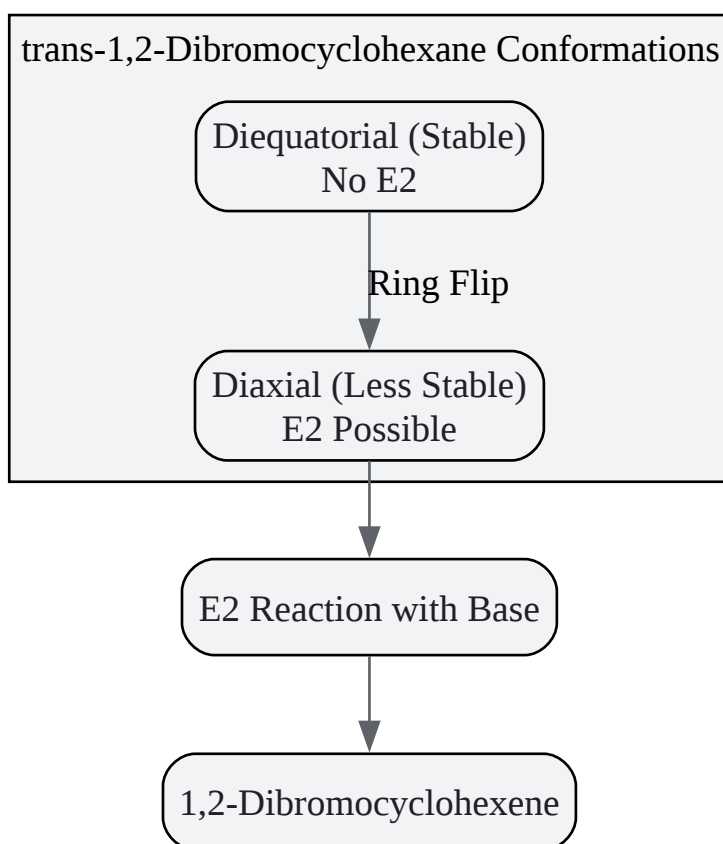 trans-1,2-Dibromocyclohexane Conformations
Diequatorial (Stable)
No E2
Ring Flip
Diaxial (Less Stable)
E2 Possible
E2 Reaction with Base
1,2-Dibromocyclohexene